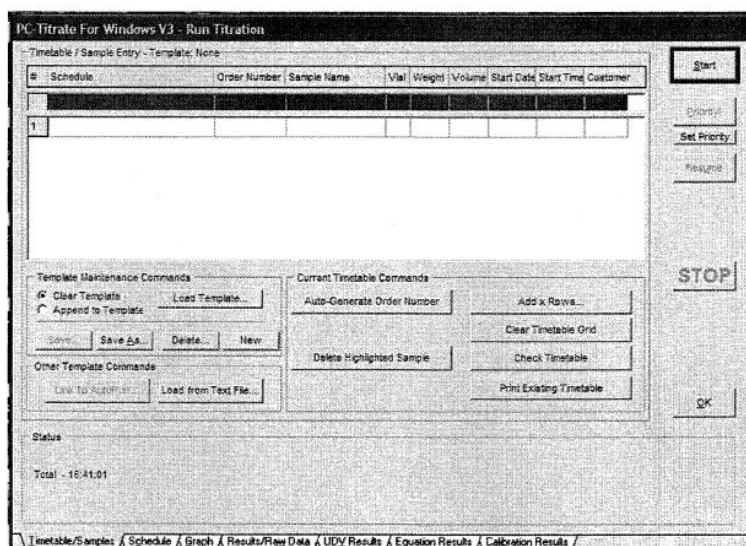 PC-Titrate For Windows V3 - Run Titration
Timetable / Sample Entry - Template: None
# Schedule Order Number Sample Name Vial Weight Volume Start Date Start Time Customer
1
Start
Priority!
Set Priority
Resume
STOP
OK
Template Maintenance Commands
Clear Template
Append to Template
Load Template...
Save... Save As... Delete... New
Other Template Commands
Link to AutoRun... Load from Text File...
Current Timetable Commands
Auto-Generate Order Number Add x Rows...
Clear Timetable Grid
Delete Highlighted Sample Check Timetable
Print Existing Timetable
Status
Total - 16:41:01
Timetable/Samples Schedule Graph Results/Raw Data UDV Results Equation Results Calibration Results